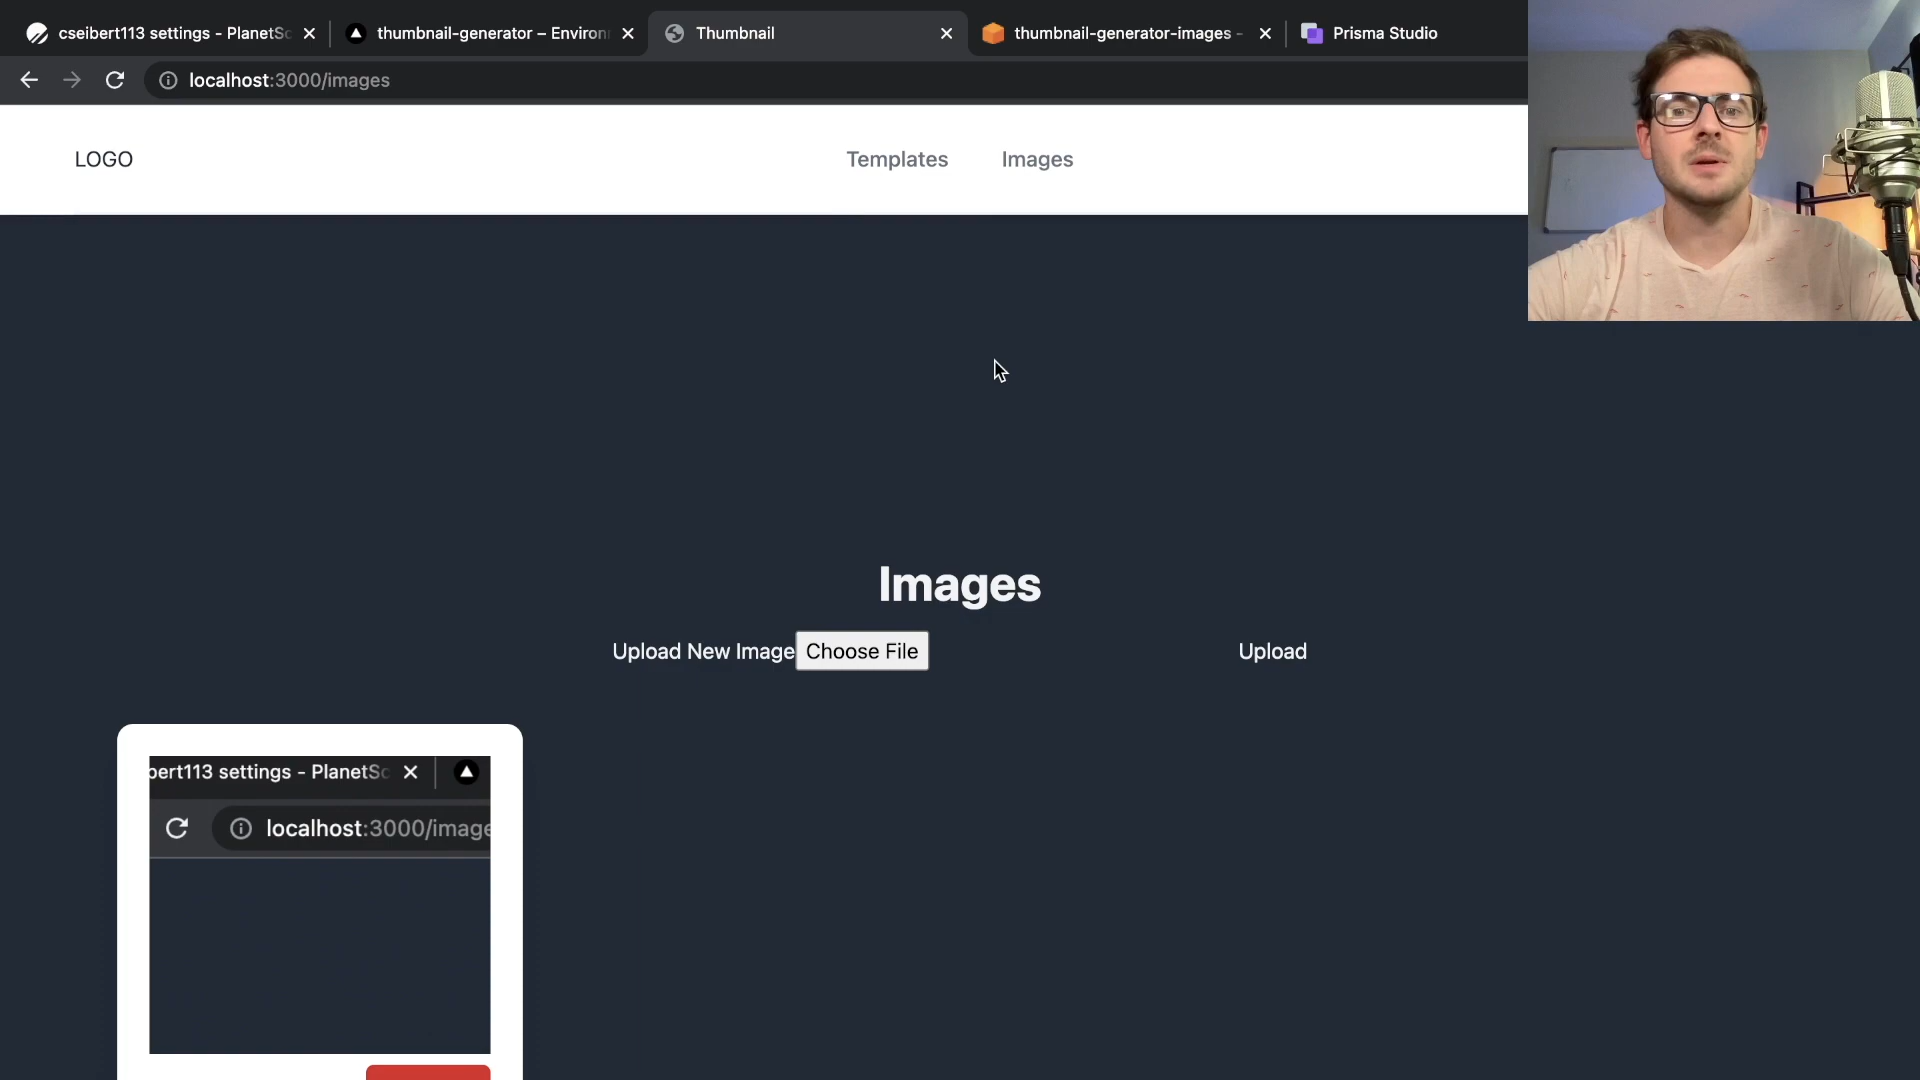 cseibert113 settings - PlanetSc
thumbnail-generator – Environ
Thumbnail
thumbnail-generator-images -
Prisma Studio
localhost:3000/images
LOGO
Templates
Images
Images
Upload New Image Choose File
Upload
bert113 settings - PlanetSc
localhost:3000/image